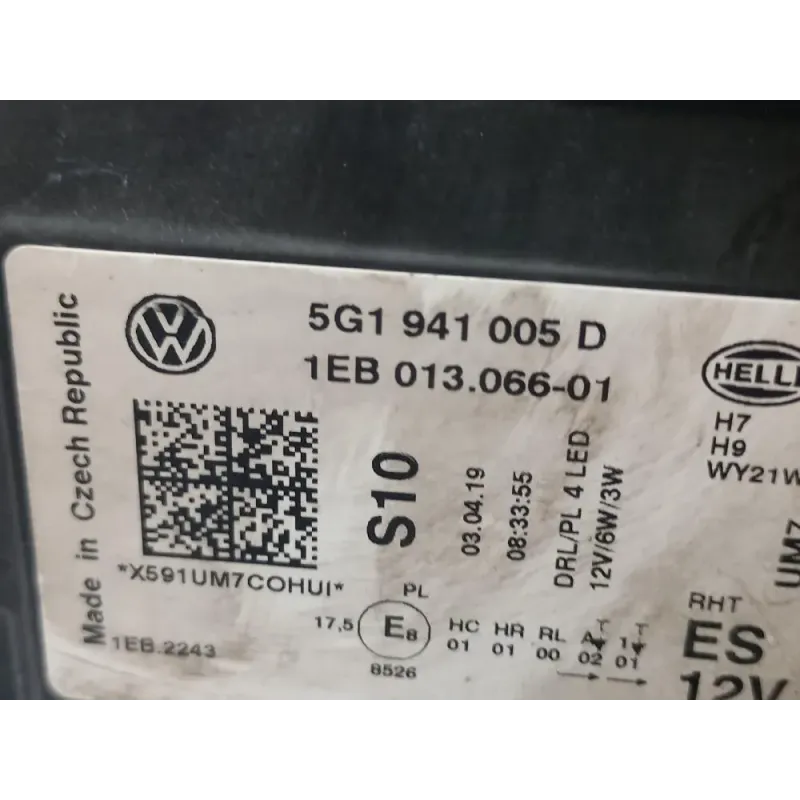 Made in Czech Republic
5G1 941 005 D
1EB 013.066-01
*X591UM7COHUI*
S10
03.04.19
08:33:55
DRL/PL 4 LED
12V/6W/3W
H7
H9
WY21W
1EB.2243
17,5
E8
PL
8526
HC
01
HR
01
RL
00
A
02
1
01
RHT
ES
12V